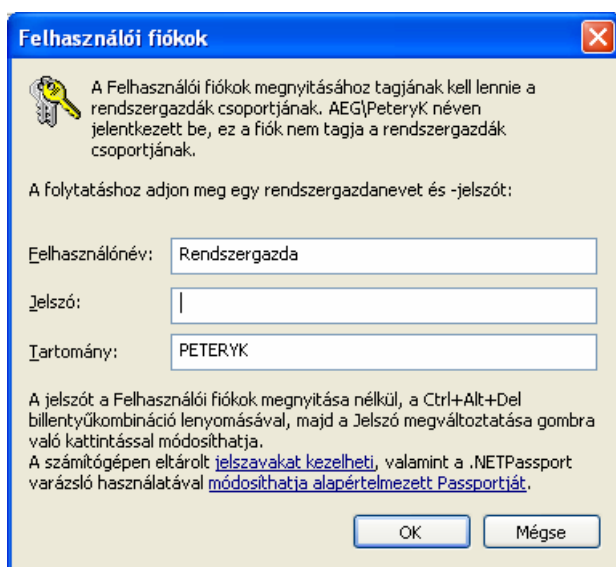 Felhasználói fiókok
A Felhasználói fiókok megnyitásához tagjának kell lennie a
rendszergazdák csoportjának. AEG\PeteryK néven
jelentkezett be, ez a fiók nem tagja a rendszergazdák
csoportjának.
A folytatáshoz adjon meg egy rendszergazdanevet és -jelszót:
Felhasználónév: Rendszergazda
Jelszó:
Tartomány: PETERYK
A jelszót a Felhasználói fiókok megnyitása nélkül, a Ctrl+Alt+Del
billentyűkombináció lenyomásával, majd a Jelszó megváltoztatása gombra
való kattintással módosíthatja.
A számítógépen eltárolt jelszavakat kezelheti, valamint a .NETPassport
varázsló használatával módosíthatja alapértelmezett Passportját.
OK Mégse